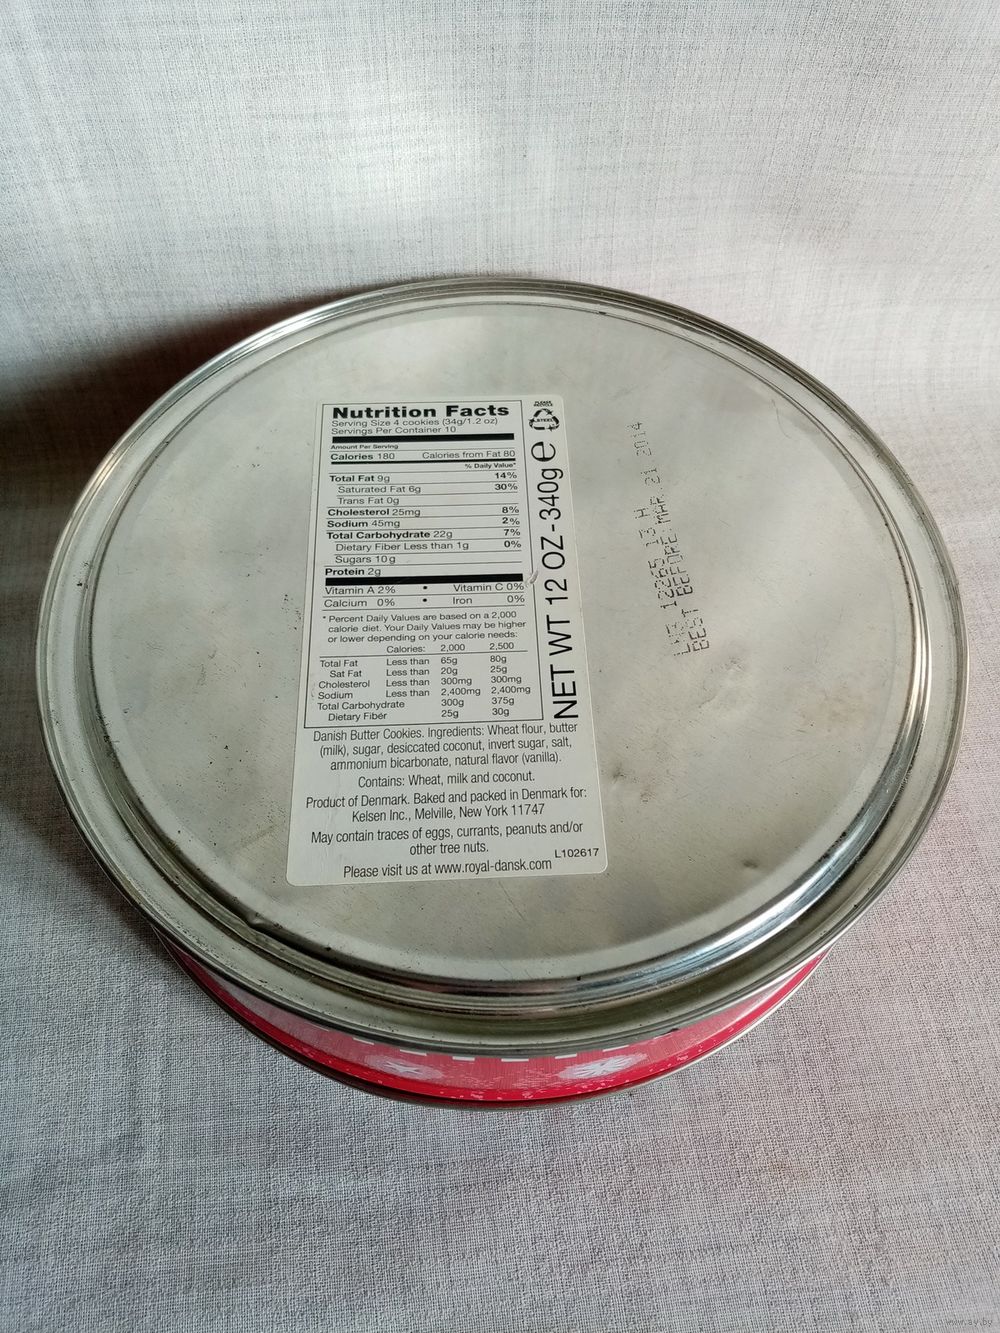 Nutrition Facts
Serving Size 4 cookies (34g/1.2 oz)
Servings Per Container 10
Amount Per Serving
Calories 180 Calories from Fat 80
% Daily Value*
Total Fat 9g 14%
Saturated Fat 6g 30%
Trans Fat 0g
Cholesterol 25mg 8%
Sodium 45mg 2%
Total Carbohydrate 22g 7%
Dietary Fiber Less than 1g 0%
Sugars 10g
Protein 2g
Vitamin A 2% • Vitamin C 0%
Calcium 0% • Iron 0%
* Percent Daily Values are based on a 2,000
calorie diet. Your Daily Values may be higher
or lower depending on your calorie needs:
Calories: 2,000 2,500
Total Fat Less than 65g 80g
Sat Fat Less than 20g 25g
Cholesterol Less than 300mg 300mg
Sodium Less than 2,400mg 2,400mg
Total Carbohydrate 300g 375g
Dietary Fiber 25g 30g
Danish Butter Cookies. Ingredients: Wheat flour, butter
(milk), sugar, desiccated coconut, invert sugar, salt,
ammonium bicarbonate, natural flavor (vanilla).
Contains: Wheat, milk and coconut.
Product of Denmark. Baked and packed in Denmark for:
Kelsen Inc., Melville, New York 11747
May contain traces of eggs, currants, peanuts and/or
other tree nuts.
L102617
Please visit us at www.royal-dansk.com
PLEASE
RECYCLE
STEEL
NET WT 12 OZ - 340g e
13 H
BEST BEFORE: MAR. 21 2014
www.ay.by